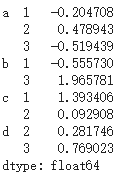 a 1 -0.204708
2 0.478943
3 -0.519439
b 1 -0.555730
3 1.965781
c 1 1.393406
2 0.092908
d 2 0.281746
3 0.769023
dtype: float64